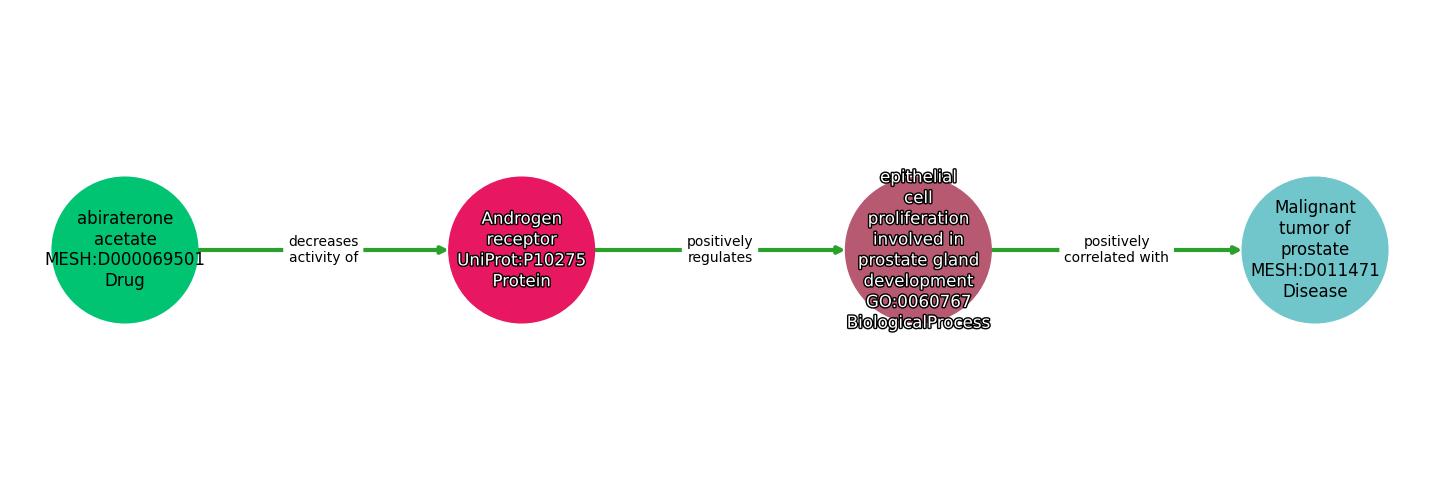 abiraterone
acetate
MESH:D000069501
Drug
decreases
activity of
Androgen
receptor
UniProt:P10275
Protein
positively
regulates
epithelial
cell
proliferation
involved in
prostate gland
development
GO:0060767
BiologicalProcess
positively
correlated with
Malignant
tumor of
prostate
MESH:D011471
Disease